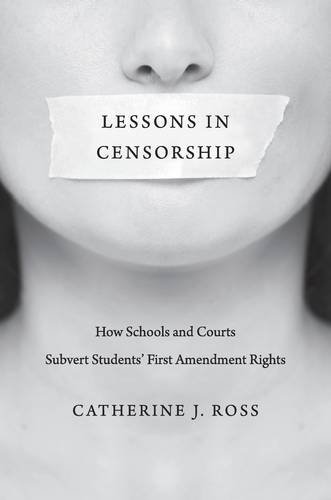 LESSONS IN
CENSORSHIP
How Schools and Courts
Subvert Students’ First Amendment Rights
CATHERINE J. ROSS